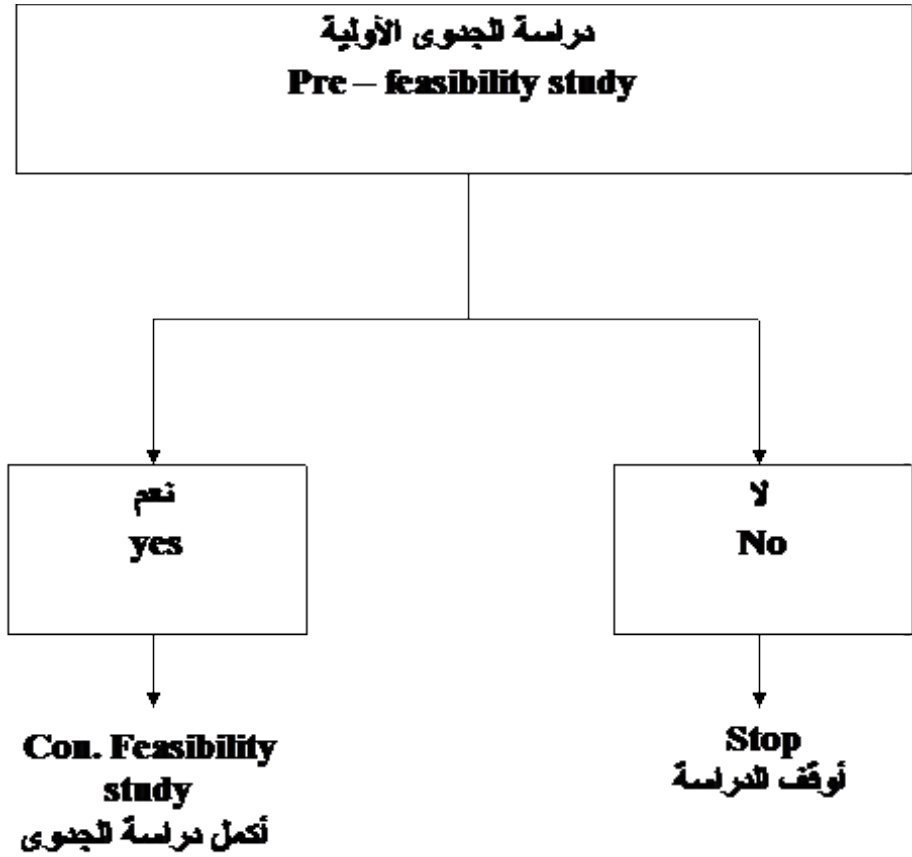 دراسة الجدوى الأولية
Pre – feasibility study
نعم
yes
لا
No
Con. Feasibility
study
أكمل دراسة الجدوى
Stop
أوقف الدراسة